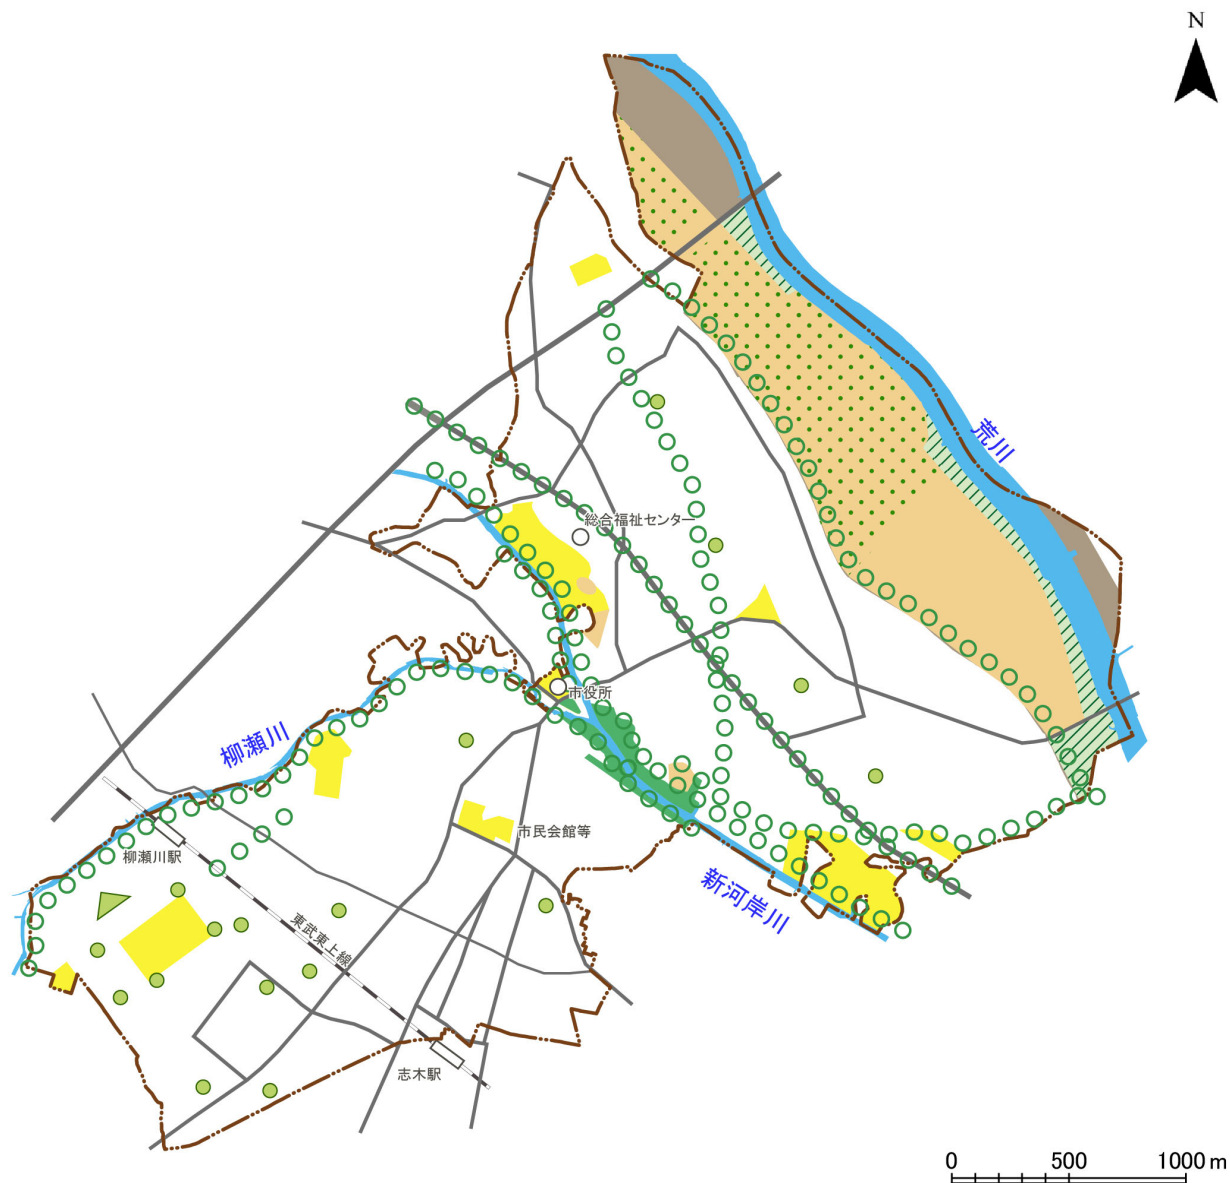 N
荒川
総合福祉センター
市役所
柳瀬川
市民会館等
柳瀬川駅
新河岸川
東武東上線
志木駅
0 500 1000 m